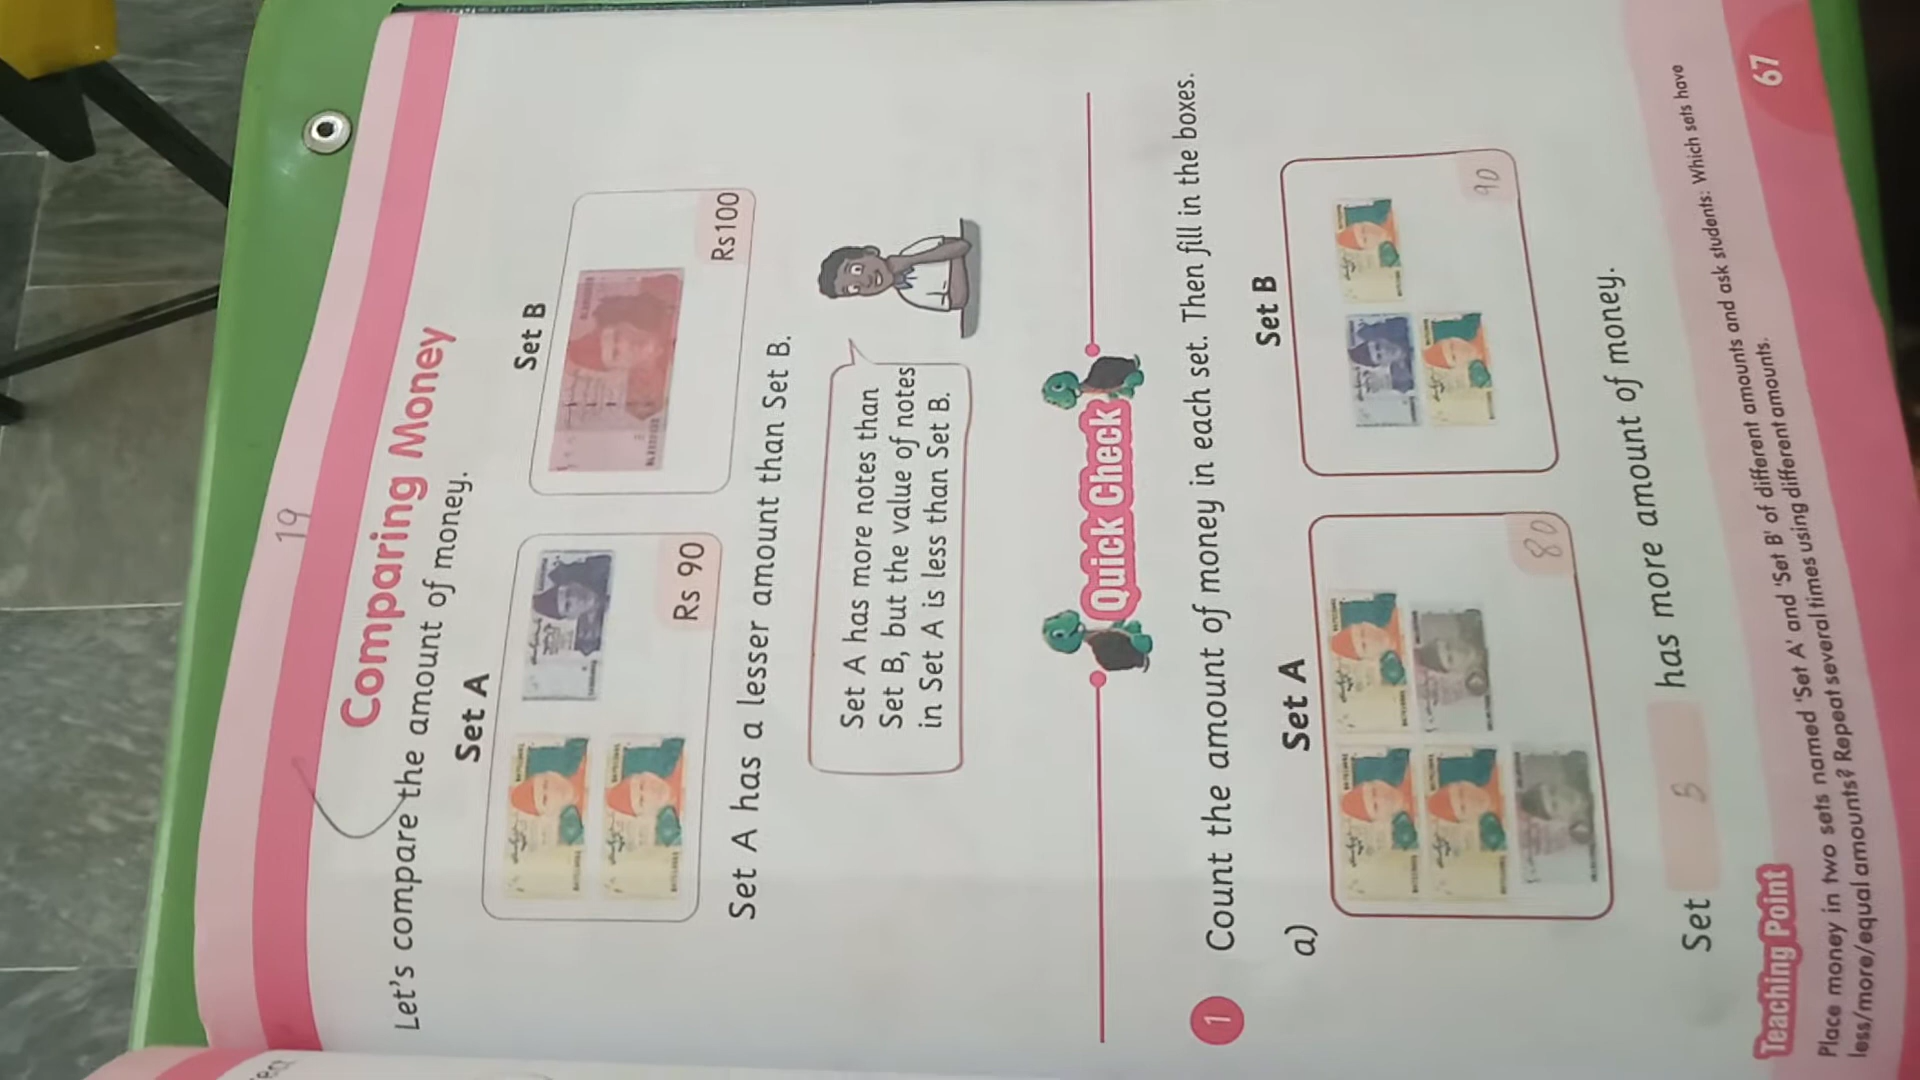 19
Comparing Money
Let's compare the amount of money.
Set A
Set B
Rs 90
Rs100
Set A has a lesser amount than Set B.
Set A has more notes than
Set B, but the value of notes
in Set A is less than Set B.
Quick Check
1 Count the amount of money in each set. Then fill in the boxes.
a)
Set A
Set B
80
90
Set B has more amount of money.
Teaching Point
Place money in two sets named 'Set A' and 'Set B' of different amounts and ask students: Which sets have
less/more/equal amounts? Repeat several times using different amounts.
67